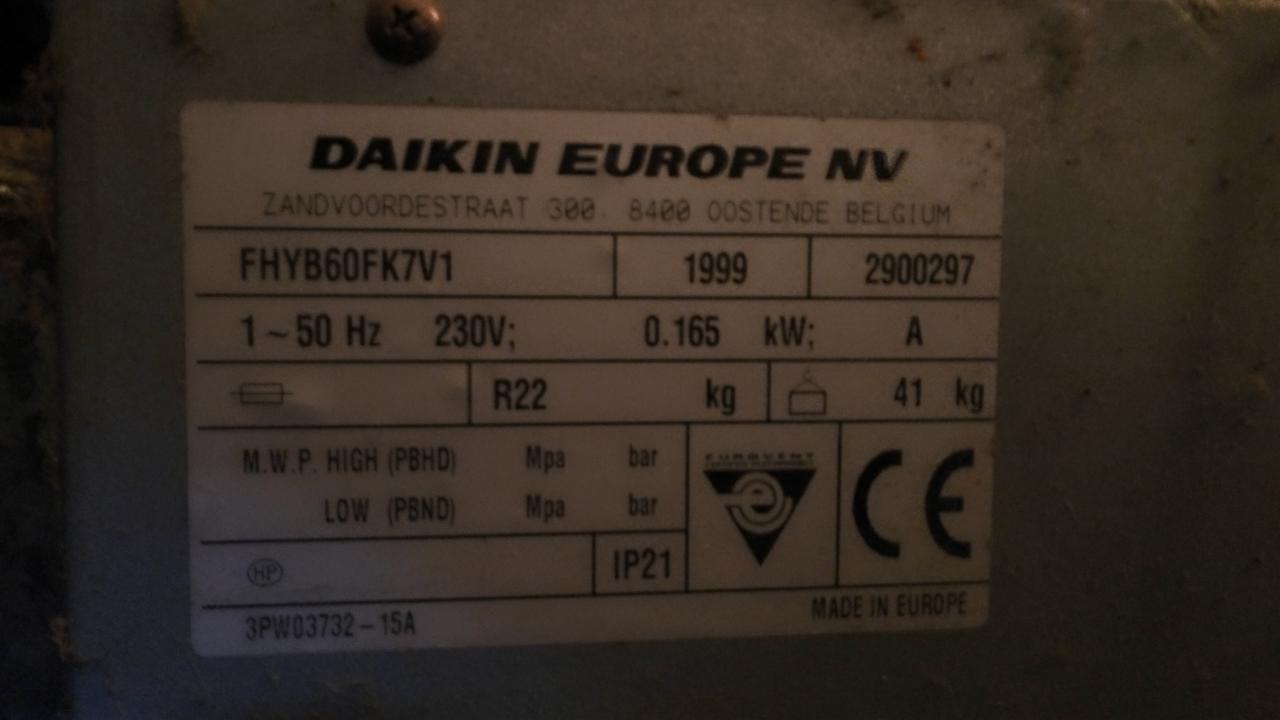 DAIKIN EUROPE NV
ZANDVOORDESTRAAT 300. 8400 OOSTENDE BELGIUM
FHYB60FK7V1 1999 2900297
1~50 Hz 230V; 0.165 kW; A
R22 kg 41 kg
M.W.P. HIGH (PBHD) Mpa bar
LOW (PBND) Mpa bar
EUROVENT
CE
HP IP21
3PW03732-15A MADE IN EUROPE